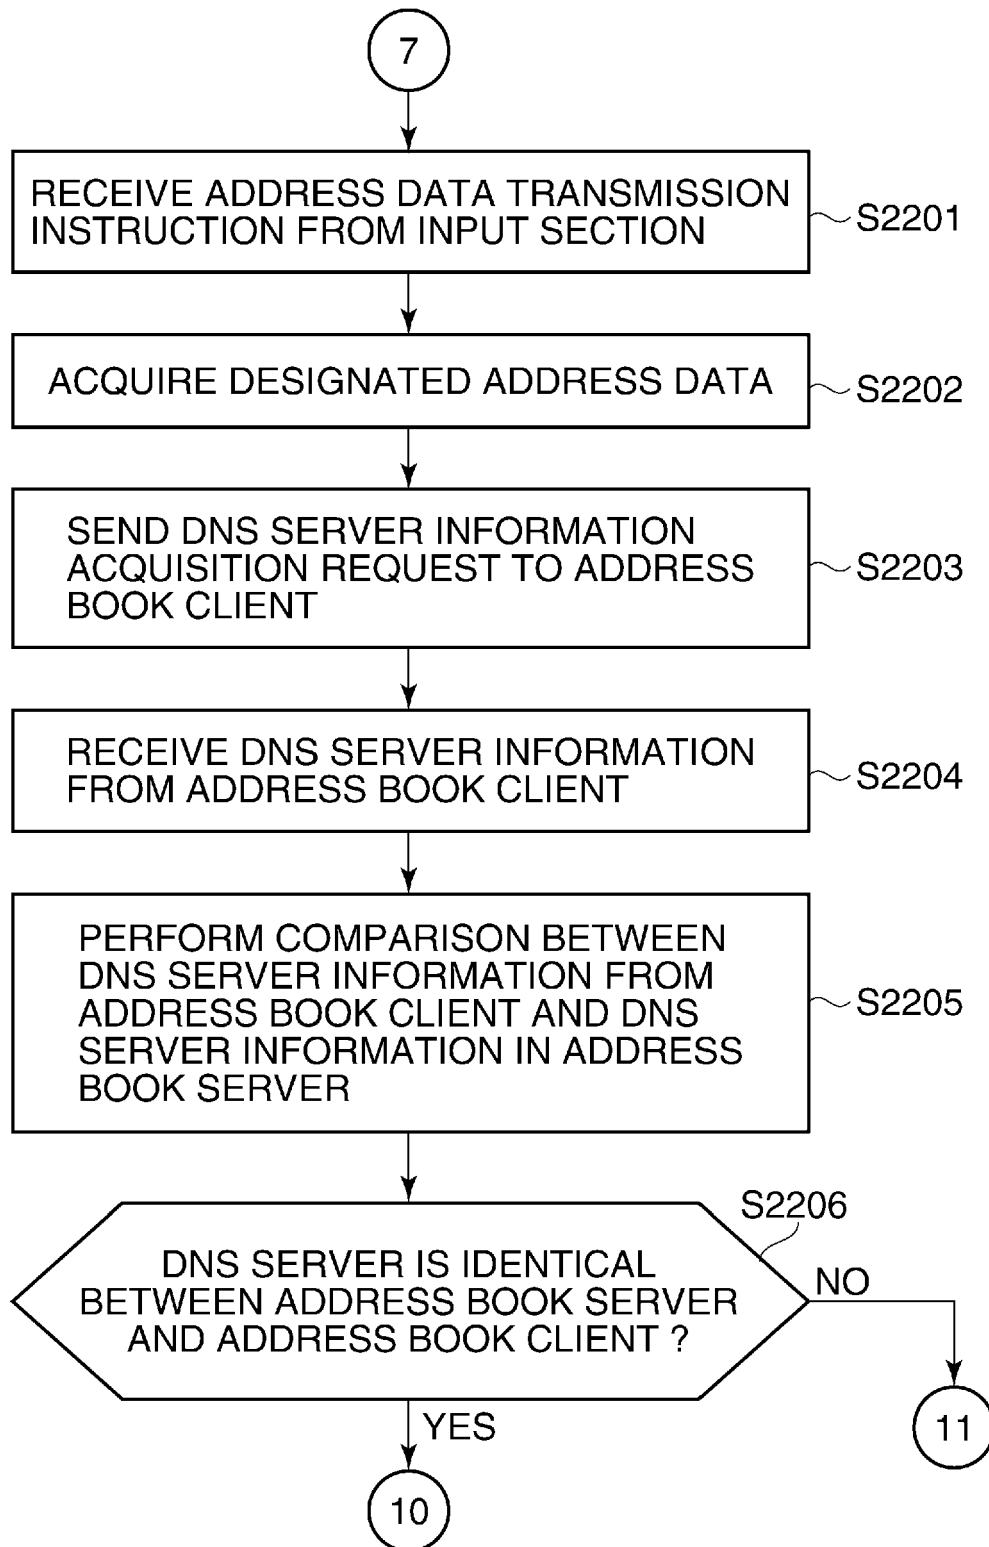 7
RECEIVE ADDRESS DATA TRANSMISSION
INSTRUCTION FROM INPUT SECTION
S2201
ACQUIRE DESIGNATED ADDRESS DATA
S2202
SEND DNS SERVER INFORMATION
ACQUISITION REQUEST TO ADDRESS
BOOK CLIENT
S2203
RECEIVE DNS SERVER INFORMATION
FROM ADDRESS BOOK CLIENT
S2204
PERFORM COMPARISON BETWEEN
DNS SERVER INFORMATION FROM
ADDRESS BOOK CLIENT AND DNS
SERVER INFORMATION IN ADDRESS
BOOK SERVER
S2205
S2206
DNS SERVER IS IDENTICAL
BETWEEN ADDRESS BOOK SERVER
AND ADDRESS BOOK CLIENT ?
NO
11
YES
10